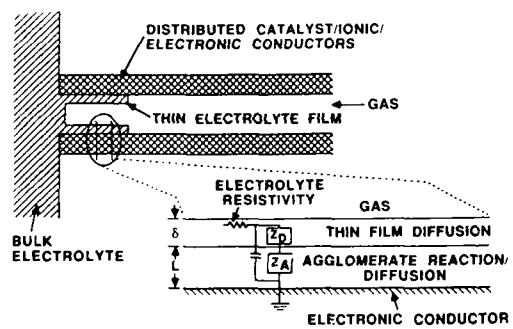 DISTRIBUTED CATALYST/IONIC/
ELECTRONIC CONDUCTORS
GAS
THIN ELECTROLYTE FILM
ELECTROLYTE
RESISTIVITY
GAS
BULK
ELECTROLYTE
δ
THIN FILM DIFFUSION
Z_D
L
Z_A
AGGLOMERATE REACTION/
DIFFUSION
ELECTRONIC CONDUCTOR